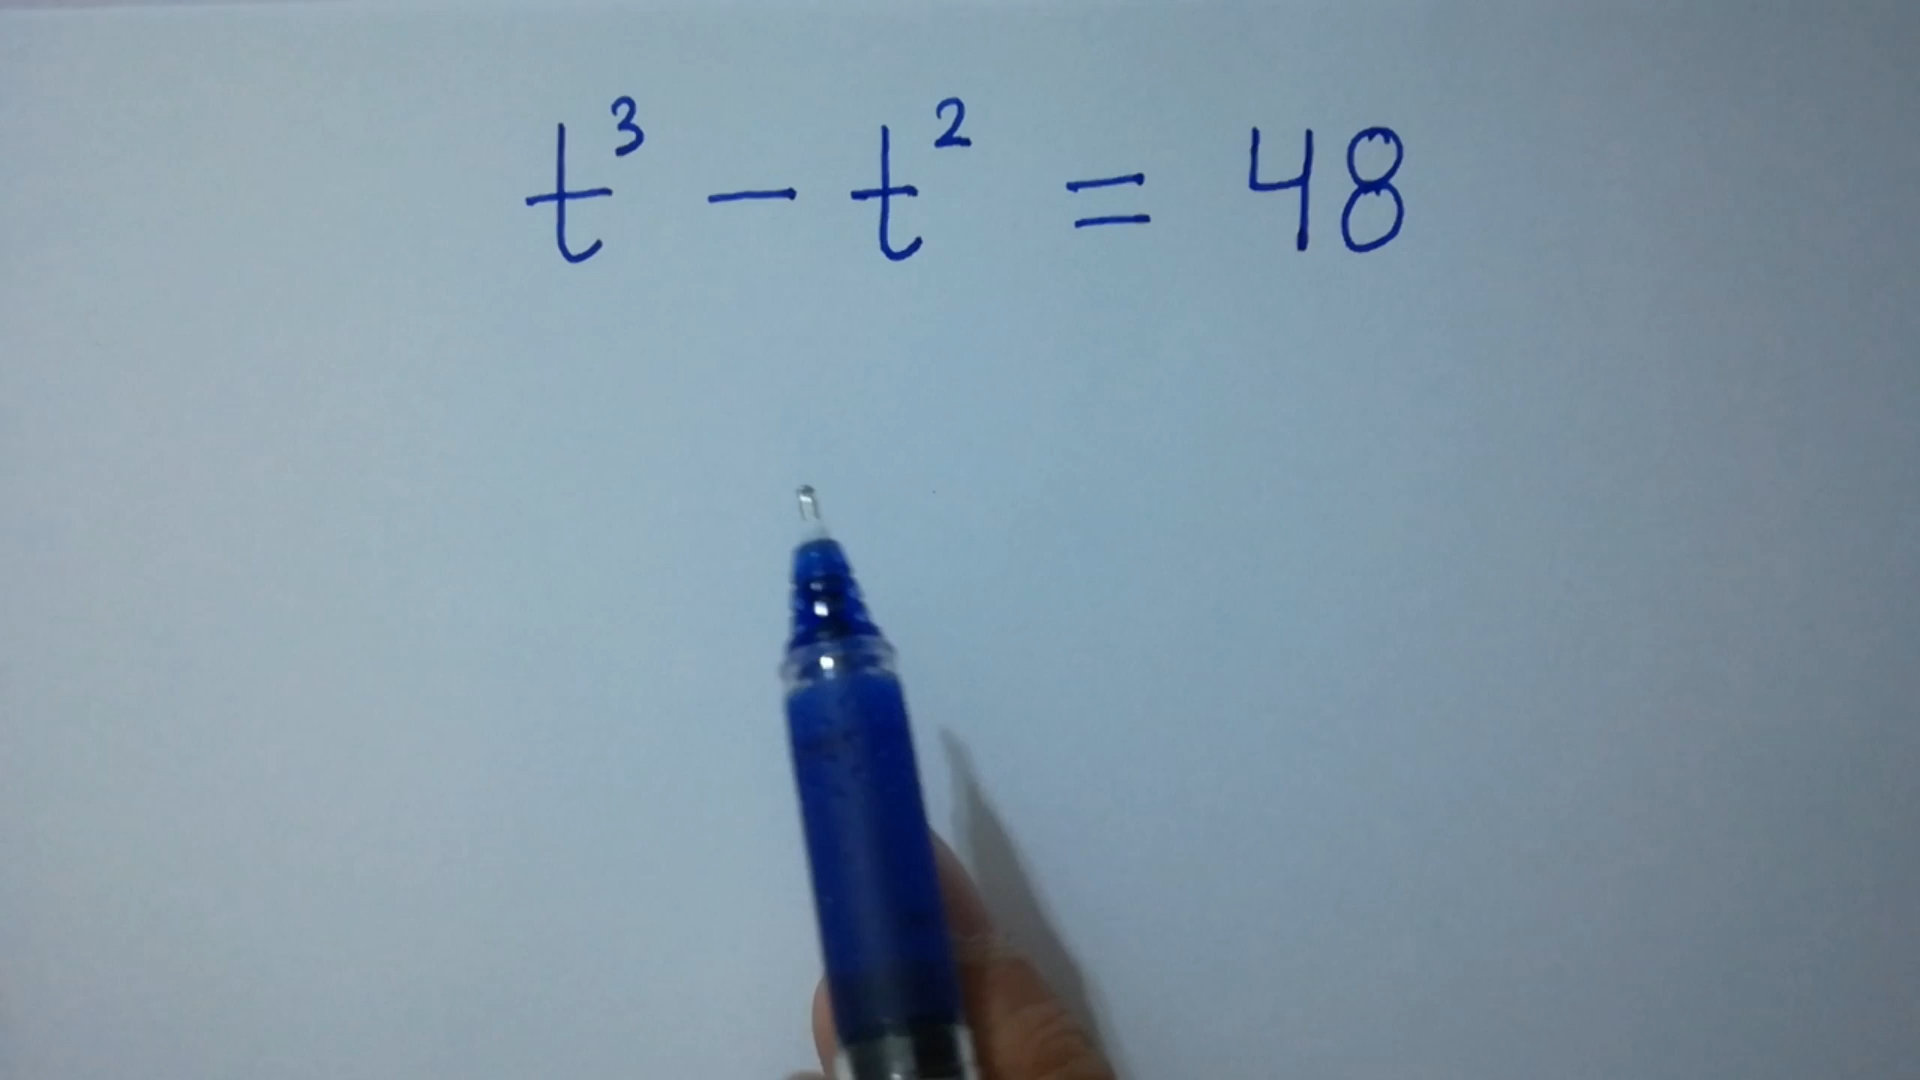 t³ - t² = 48